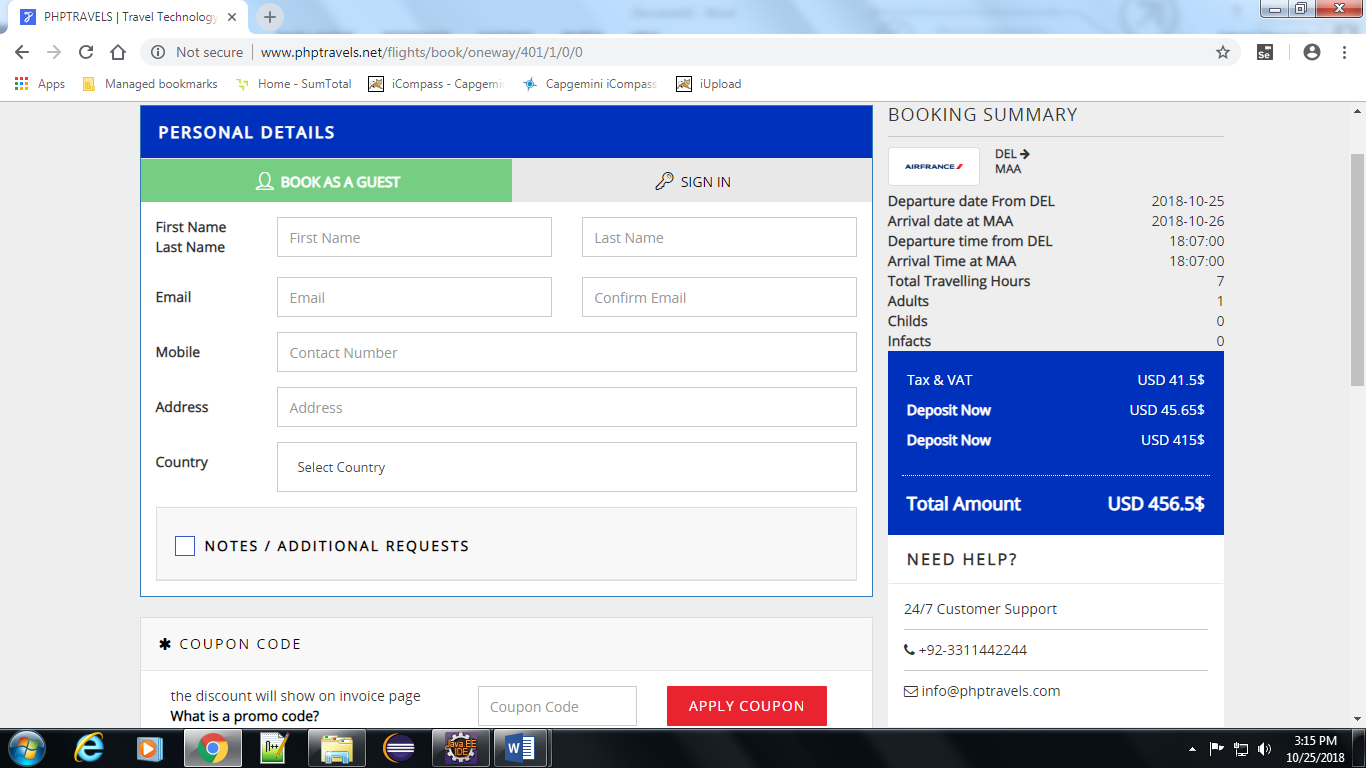 PHPTRAVELS | Travel Technology
Not secure
www.phptravels.net/flights/book/oneway/401/1/0/0
Apps
Managed bookmarks
Home - SumTotal
iCompass - Capgemi
Capgemini iCompass
iUpload
PERSONAL DETAILS
BOOK AS A GUEST
SIGN IN
First Name
Last Name
First Name
Last Name
Email
Email
Confirm Email
Mobile
Contact Number
Address
Address
Country
Select Country
NOTES / ADDITIONAL REQUESTS
COUPON CODE
the discount will show on invoice page
What is a promo code?
Coupon Code
APPLY COUPON
BOOKING SUMMARY
AIRFRANCE
DEL
MAA
Departure date From DEL 2018-10-25
Arrival date at MAA 2018-10-26
Departure time from DEL 18:07:00
Arrival Time at MAA 18:07:00
Total Travelling Hours 7
Adults 1
Childs 0
Infacts 0
Tax & VAT USD 41.5$
Deposit Now USD 45.65$
Deposit Now USD 415$
Total Amount USD 456.5$
NEED HELP?
24/7 Customer Support
+92-3311442244
info@phptravels.com
Java EE
IDE
3:15 PM
10/25/2018